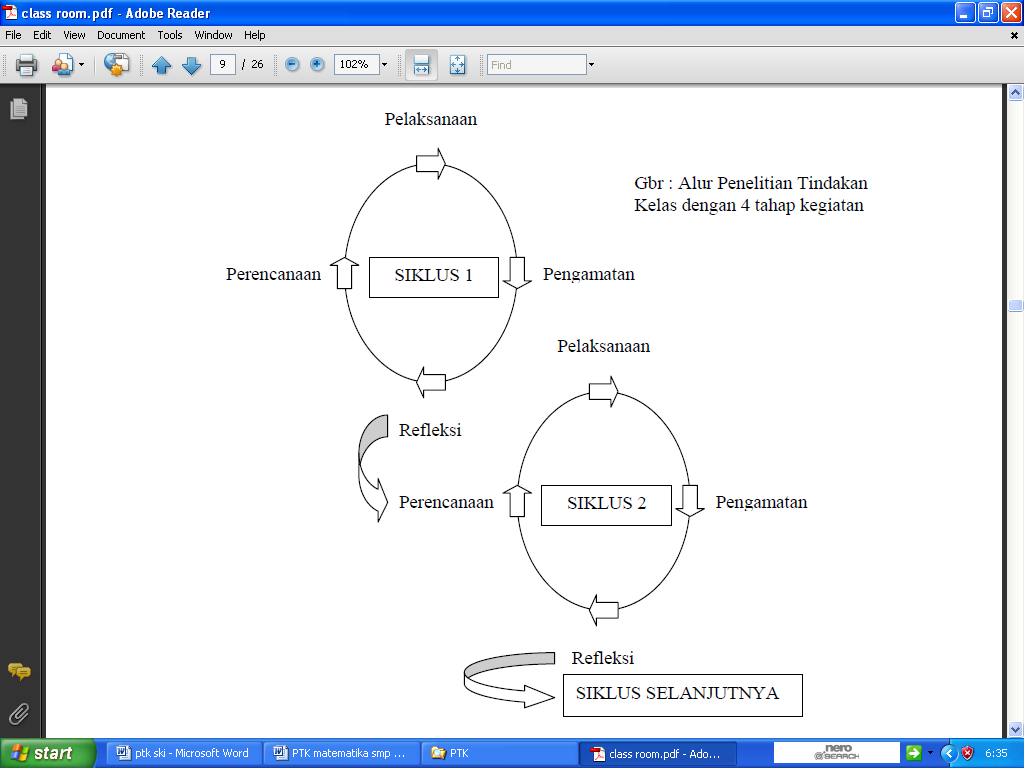 class room.pdf - Adobe Reader
File Edit View Document Tools Window Help
9 / 26 102% Find
Pelaksanaan
Gbr : Alur Penelitian Tindakan
Kelas dengan 4 tahap kegiatan
Perencanaan SIKLUS 1 Pengamatan
Pelaksanaan
Refleksi
Perencanaan SIKLUS 2 Pengamatan
Refleksi
SIKLUS SELANJUTNYA
start ptk ski - Microsoft Word PTK matematika smp ... PTK class room.pdf - Ado... nero SEARCH 6:35